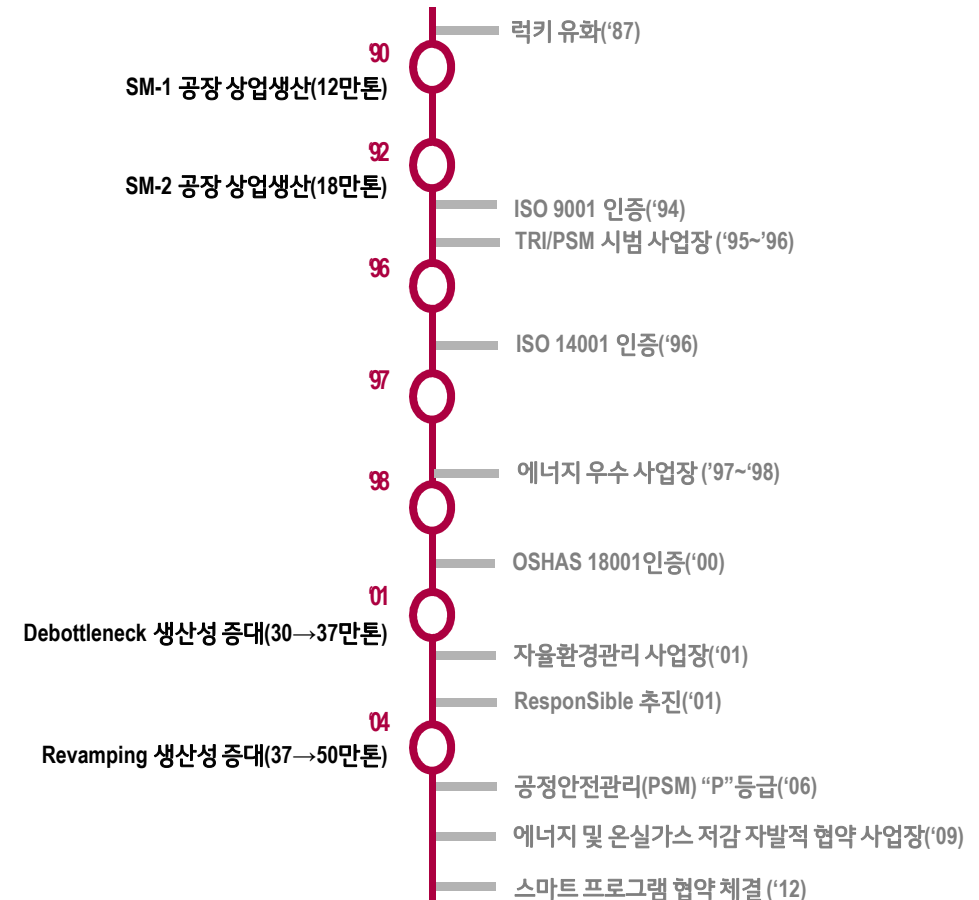 럭키 유화(‘87)
‘90
SM-1 공장 상업생산(12만톤)
‘92
SM-2 공장 상업생산(18만톤)
ISO 9001 인증(‘94)
TRI/PSM 시범 사업장 (‘95~’96)
‘96
ISO 14001 인증(‘96)
‘97
에너지 우수 사업장 (’97~‘98)
‘98
OSHAS 18001인증(‘00)
‘01
Debottleneck 생산성 증대(30→37만톤)
자율환경관리 사업장(‘01)
ResponSible 추진(‘01)
‘04
Revamping 생산성 증대(37→50만톤)
공정안전관리(PSM) “P”등급(‘06)
에너지 및 온실가스 저감 자발적 협약 사업장(‘09)
스마트 프로그램 협약 체결 (‘12)